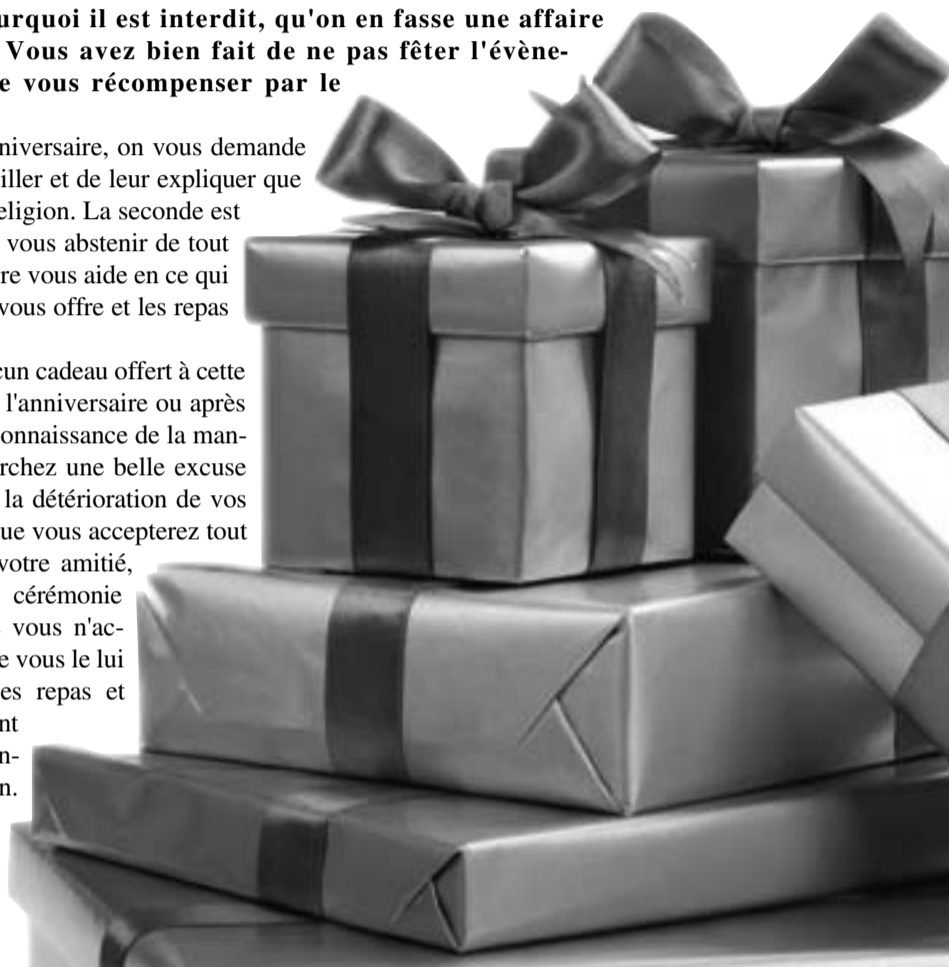 urquoi il est interdit, qu'on en fasse une affaire
Vous avez bien fait de ne pas fêter l'évène-
e vous récompenser par le
niversaire, on vous demande
iller et de leur expliquer que
eligion. La seconde est
vous abstenir de tout
re vous aide en ce qui
vous offre et les repas
cun cadeau offert à cette
l'anniversaire ou après
onnaissance de la man-
rchez une belle excuse
la détérioration de vos
ue vous accepterez tout
votre amitié,
cérémonie
vous n'ac-
e vous le lui
es repas et
nt
n-
n.